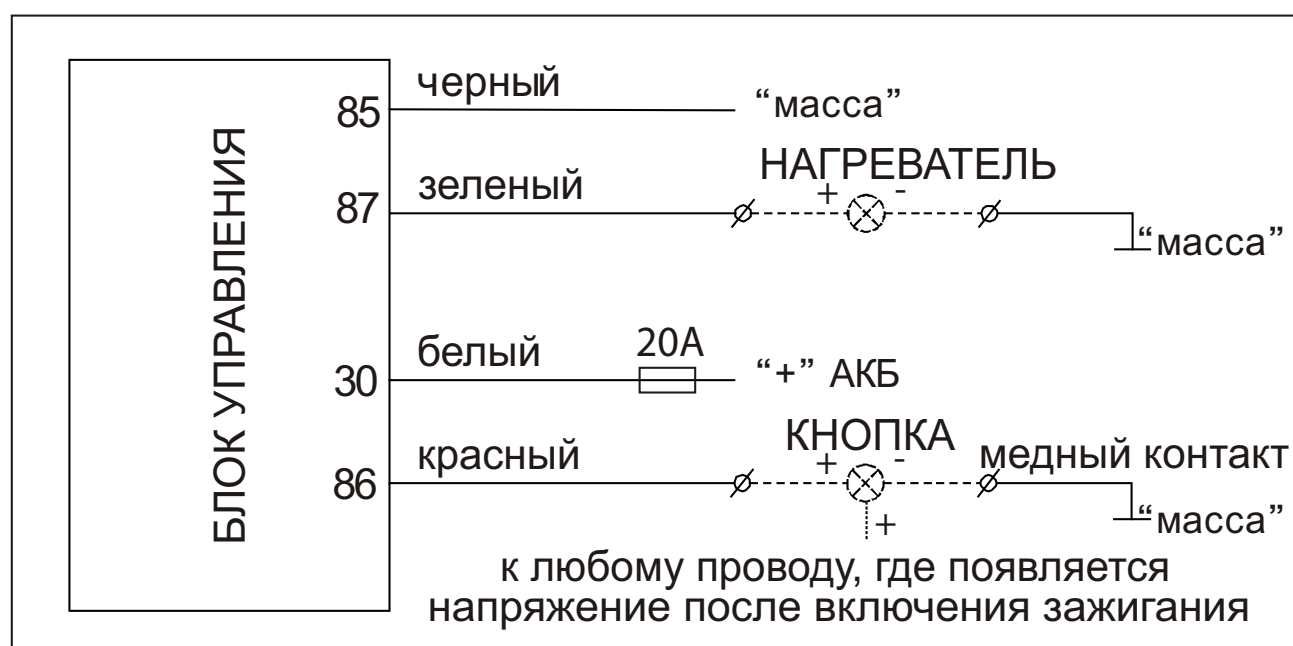 БЛОК УПРАВЛЕНИЯ
85
черный
“масса”
87
зеленый
НАГРЕВАТЕЛЬ
+ -
“масса”
30
белый
20А
“+” АКБ
86
красный
КНОПКА
+ -
медный контакт
“масса”
+
к любому проводу, где появляется
напряжение после включения зажигания